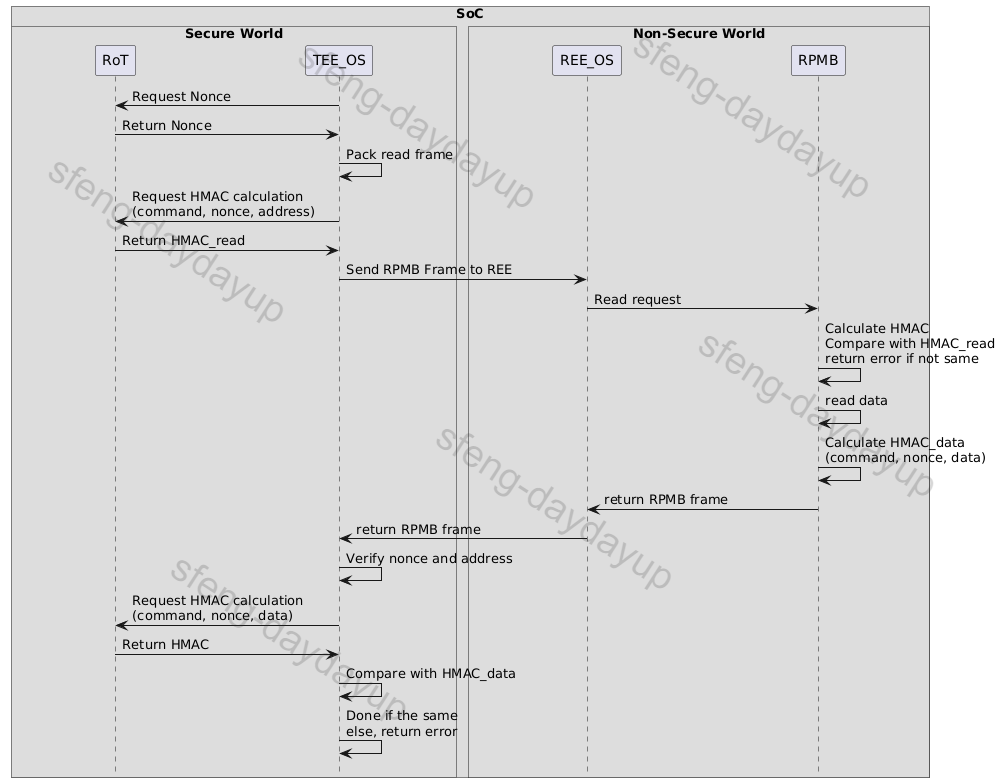 SoC
Secure World
Non-Secure World
RoT
TEE_OS
REE_OS
RPMB
Request Nonce
Return Nonce
Pack read frame
Request HMAC calculation
(command, nonce, address)
Return HMAC_read
Send RPMB Frame to REE
Read request
Calculate HMAC
Compare with HMAC_read
return error if not same
read data
Calculate HMAC_data
(command, nonce, data)
return RPMB frame
return RPMB frame
Verify nonce and address
Request HMAC calculation
(command, nonce, data)
Return HMAC
Compare with HMAC_data
Done if the same
else, return error
sfeng-daydayup
sfeng-daydayup
sfeng-daydayup
sfeng-daydayup
sfeng-daydayup
sfeng-daydayup